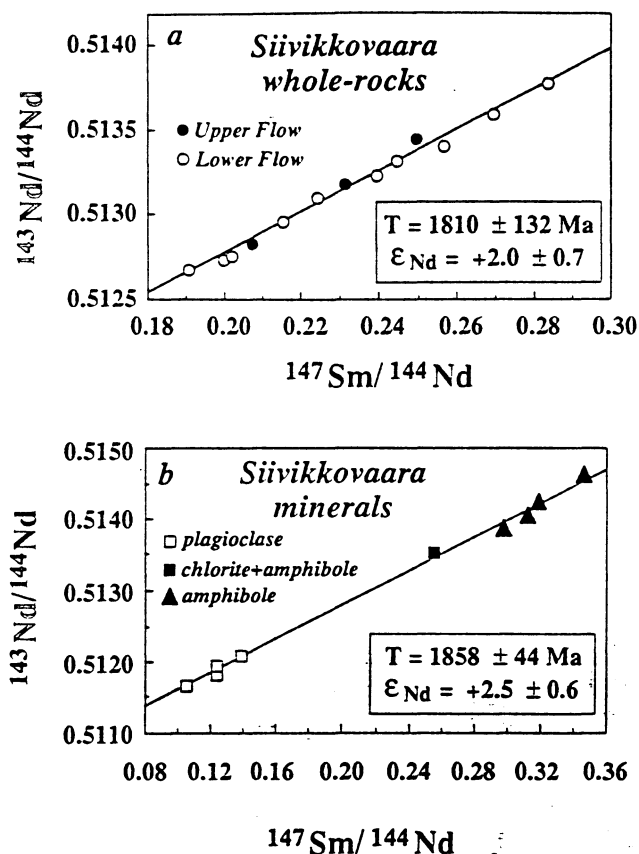 a Siivikkovaara
whole-rocks
● Upper Flow
○ Lower Flow
T = 1810 ± 132 Ma
εNd = +2.0 ± 0.7
0.5140
0.5135
0.5130
0.5125
143Nd/144Nd
0.18 0.20 0.22 0.24 0.26 0.28 0.30
147Sm/144Nd
b Siivikkovaara
minerals
□ plagioclase
■ chlorite+amphibole
▲ amphibole
T = 1858 ± 44 Ma
εNd = +2.5 ± 0.6
0.5150
0.5140
0.5130
0.5120
0.5110
143Nd/144Nd
0.08 0.12 0.16 0.20 0.24 0.28 0.32 0.36
147Sm/144Nd